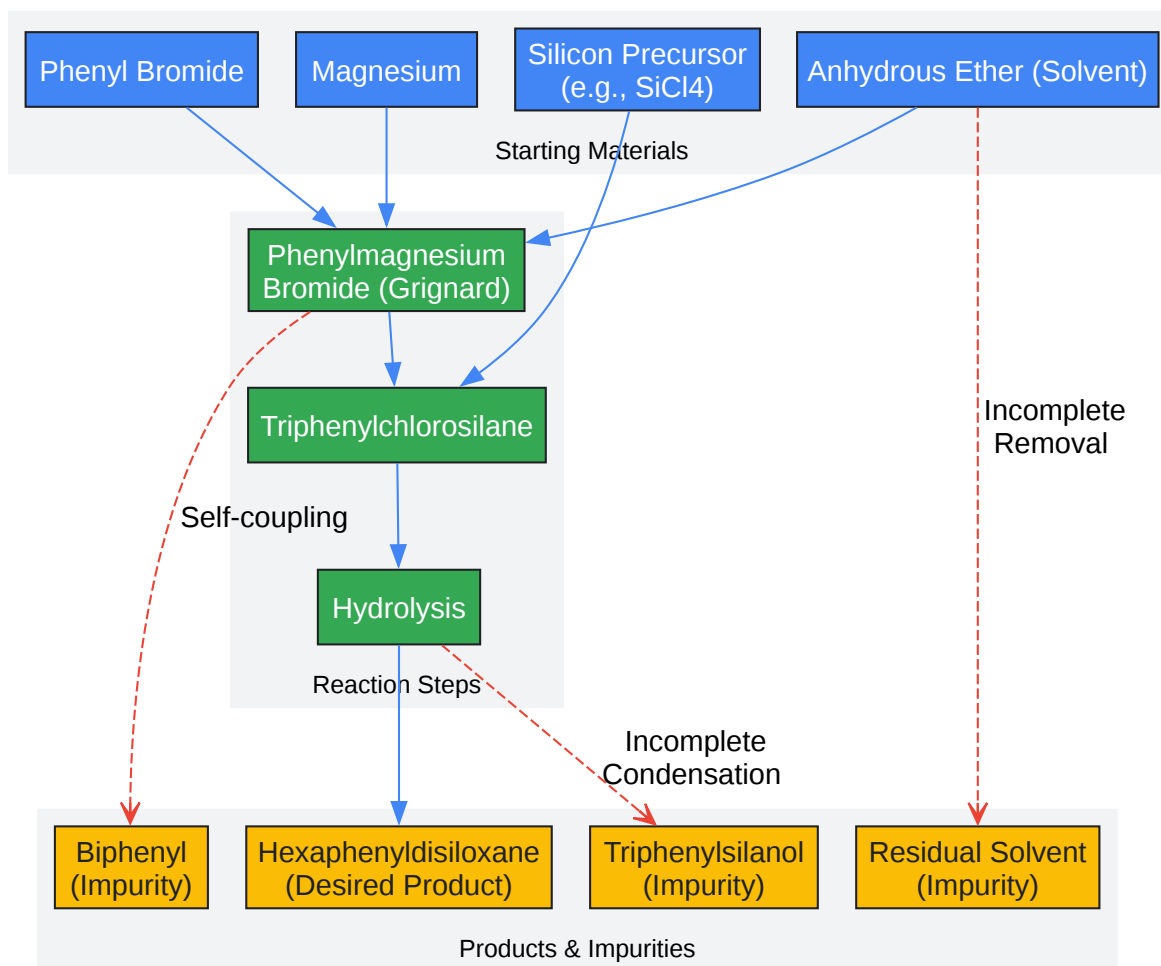 Phenyl Bromide
Magnesium
Silicon Precursor
(e.g., SiCl4)
Anhydrous Ether (Solvent)
Starting Materials
Phenylmagnesium
Bromide (Grignard)
Triphenylchlorosilane
Incomplete
Removal
Self-coupling
Hydrolysis
Reaction Steps
Incomplete
Condensation
Biphenyl
(Impurity)
Hexaphenyldisiloxane
(Desired Product)
Triphenylsilanol
(Impurity)
Residual Solvent
(Impurity)
Products & Impurities